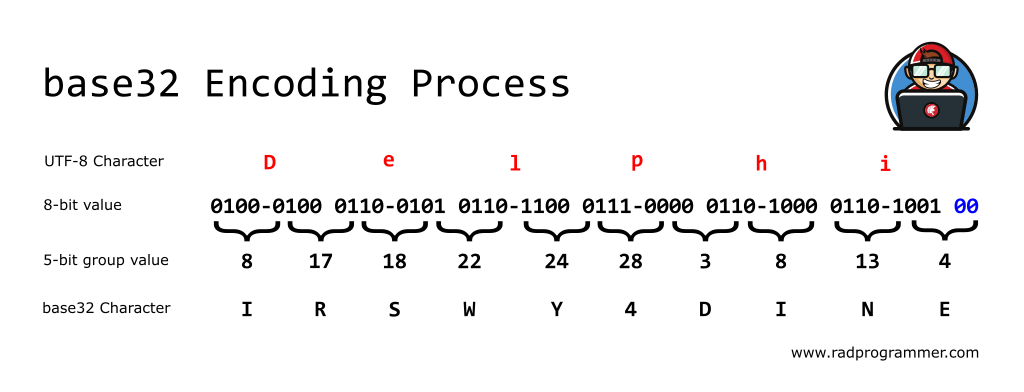 base32 Encoding Process
UTF-8 Character D e l p h i
8-bit value 0100-0100 0110-0101 0110-1100 0111-0000 0110-1000 0110-1001 00
5-bit group value 8 17 18 22 24 28 3 8 13 4
base32 Character I R S W Y 4 D I N E
www.radprogrammer.com